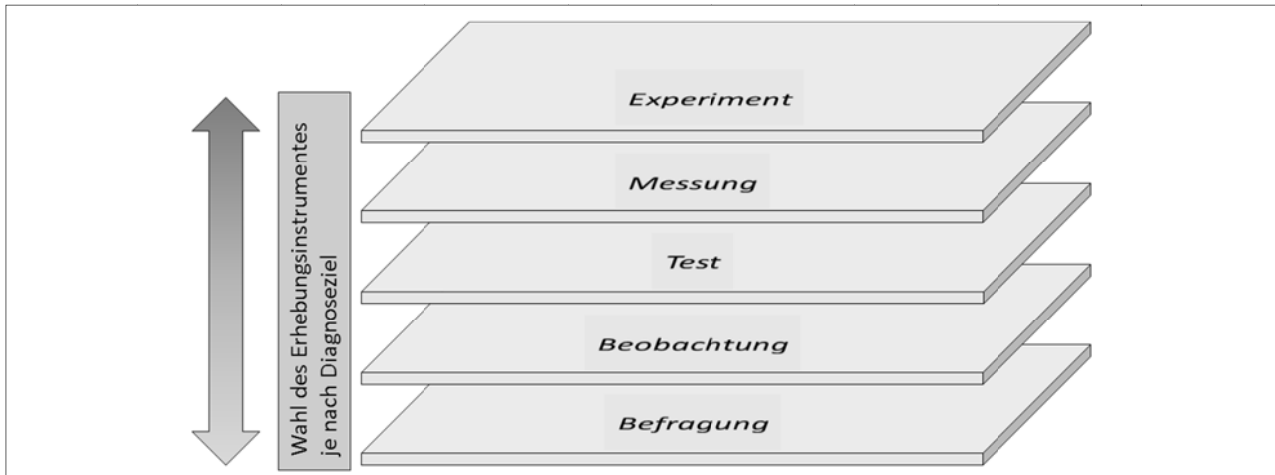 Experiment
Messung
Test
Beobachtung
Befragung
Wahl des Erhebungsinstrumentes
je nach Diagnoseziel